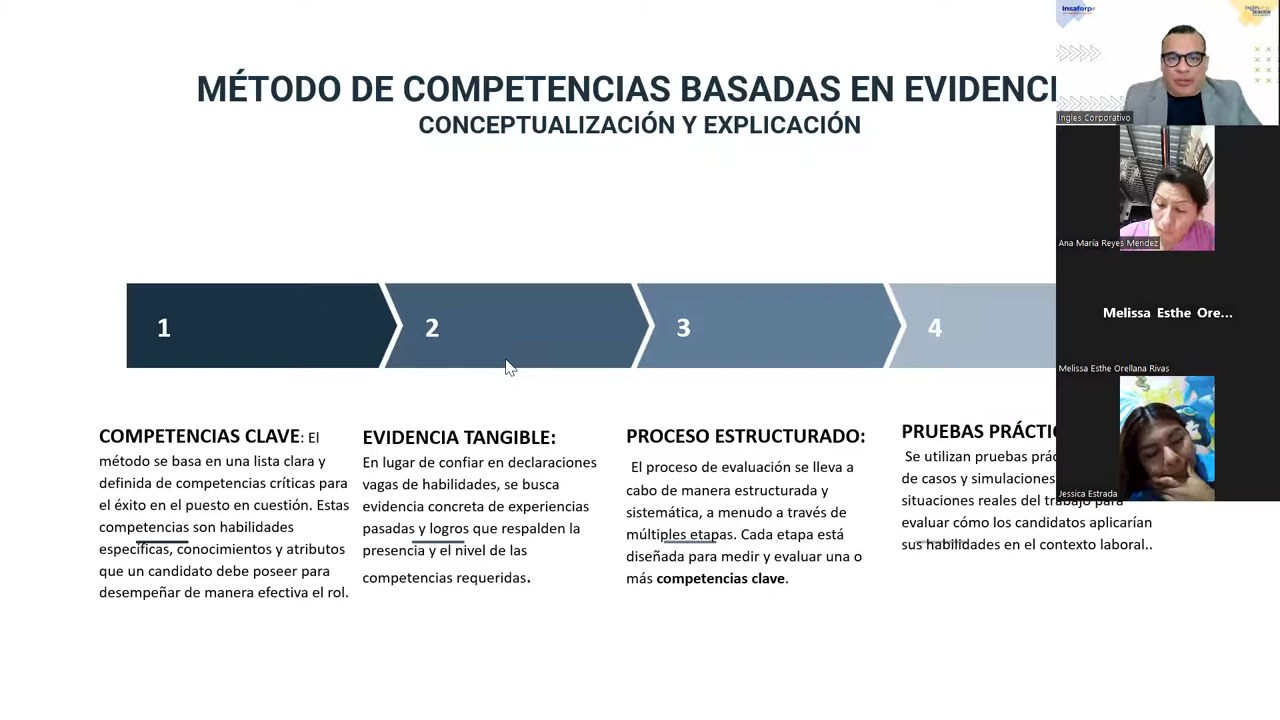 MÉTODO DE COMPETENCIAS BASADAS EN EVIDENCI
CONCEPTUALIZACIÓN Y EXPLICACIÓN
1
2
3
4
COMPETENCIAS CLAVE: El
método se basa en una lista clara y
definida de competencias críticas para
el éxito en el puesto en cuestión. Estas
competencias son habilidades
específicas, conocimientos y atributos
que un candidato debe poseer para
desempeñar de manera efectiva el rol.
EVIDENCIA TANGIBLE:
En lugar de confiar en declaraciones
vagas de habilidades, se busca
evidencia concreta de experiencias
pasadas y logros que respalden la
presencia y el nivel de las
competencias requeridas.
PROCESO ESTRUCTURADO:
El proceso de evaluación se lleva a
cabo de manera estructurada y
sistemática, a menudo a través de
múltiples etapas. Cada etapa está
diseñada para medir y evaluar una o
más competencias clave.
PRUEBAS PRÁCTIC
Se utilizan pruebas prác
de casos y simulaciones
situaciones reales del trabajo para
evaluar cómo los candidatos aplicarían
sus habilidades en el contexto laboral..
insaforp
Ingles Corporativo
Ana María Reyes Mendez
Melissa Esthe Ore...
Melissa Esthe Orellana Rivas
Jessica Estrada